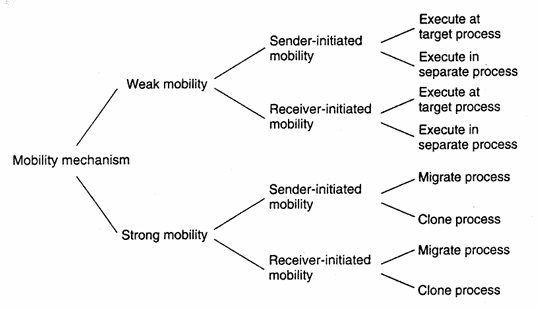 Execute at
target process
Sender-initiated
mobility
Execute in
separate process
Weak mobility
Execute at
target process
Receiver-initiated
mobility
Execute in
separate process
Mobility mechanism
Migrate process
Sender-initiated
mobility
Clone process
Strong mobility
Migrate process
Receiver-initiated
mobility
Clone process